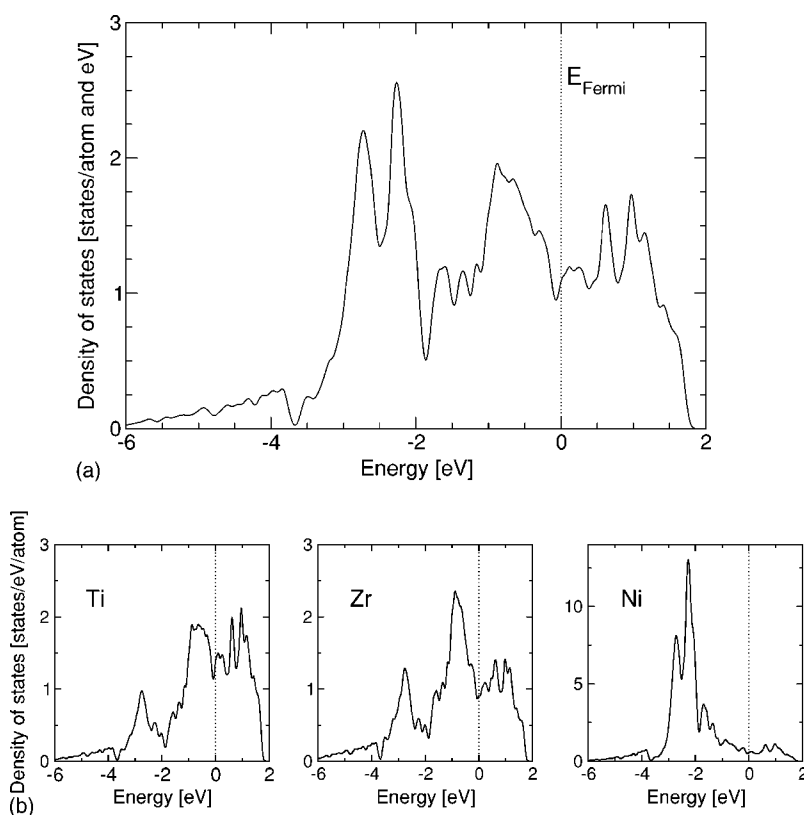 3
2
1
0
Density of states [states/atom and eV]
E_Fermi
-6 -4 -2 0 2
Energy [eV]
(a)
Density of states [states/eV/atom]
3
2
1
0
Ti
-6 -4 -2 0 2
Energy [eV]
3
2
1
0
Zr
-6 -4 -2 0 2
Energy [eV]
10
5
0
Ni
-6 -4 -2 0 2
Energy [eV]
(b)